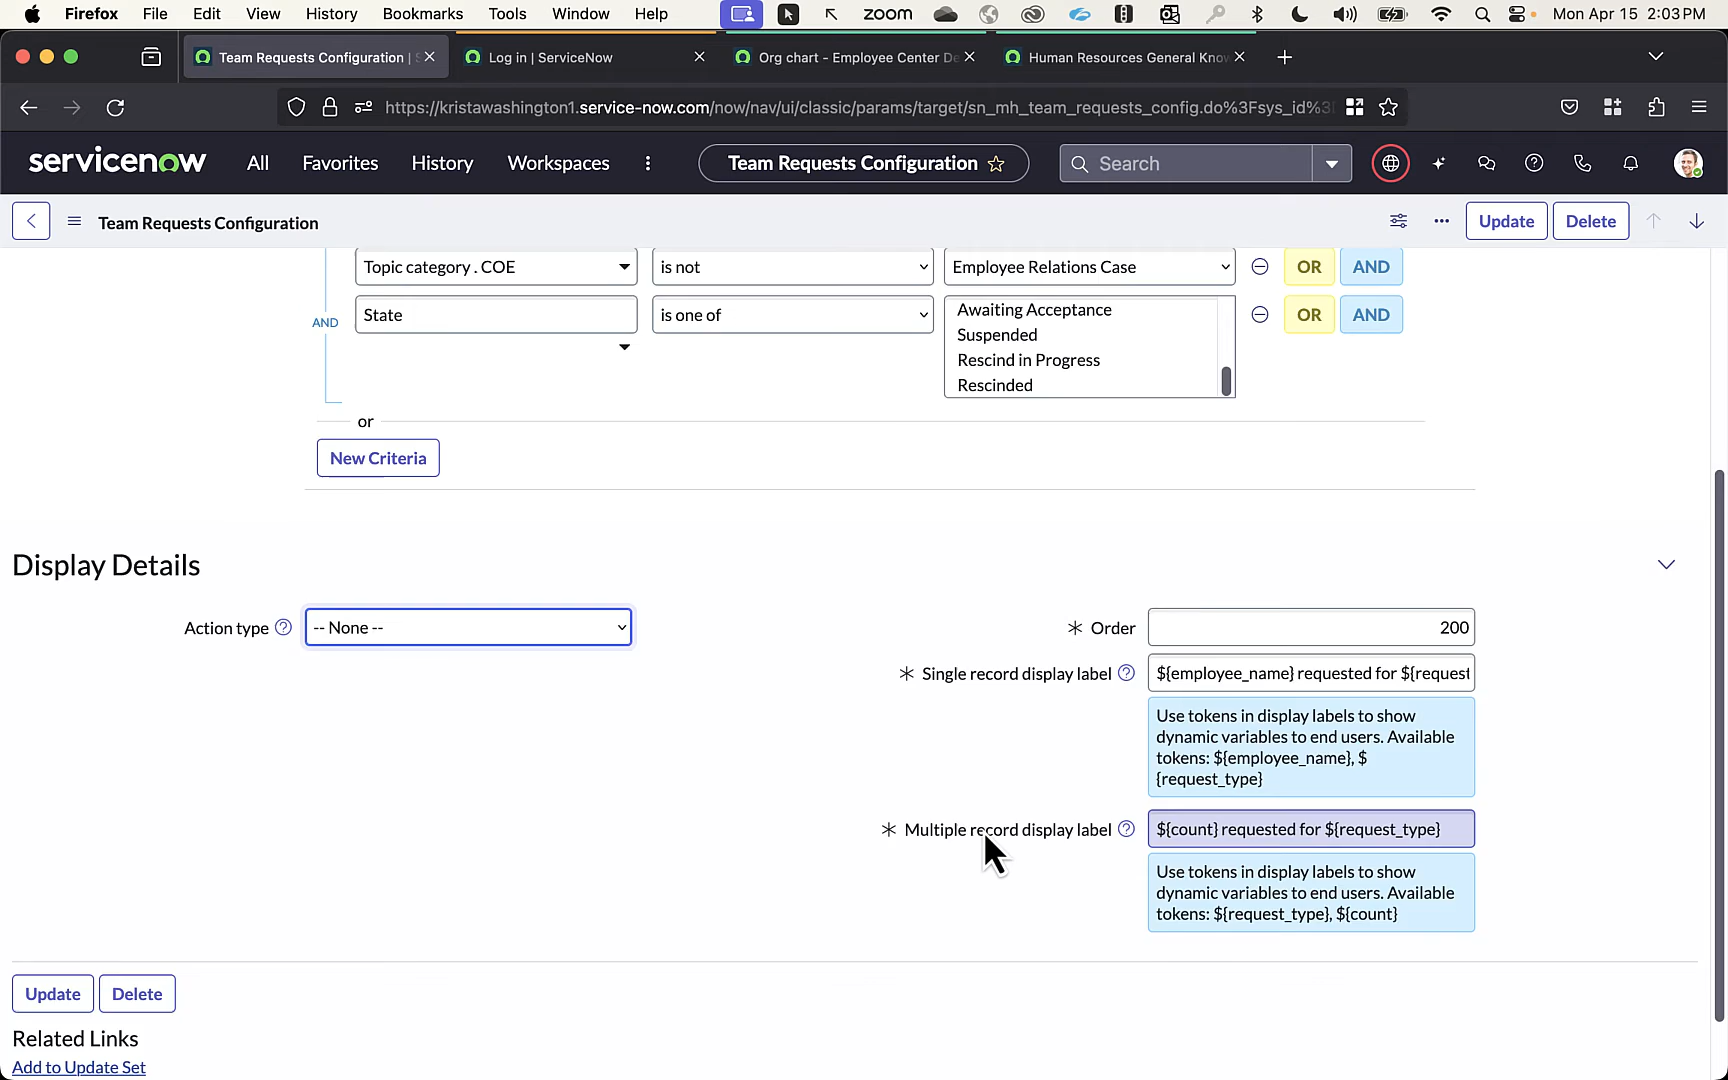 Firefox File Edit View History Bookmarks Tools Window Help zoom Mon Apr 15 2:03 PM
Team Requests Configuration | S
Log in | ServiceNow
Org chart - Employee Center De
Human Resources General Know
https://kristawashington1.service-now.com/now/nav/ui/classic/params/target/sn_mh_team_requests_config.do%3Fsys_id%3
servicenow All Favorites History Workspaces Team Requests Configuration Search
Team Requests Configuration Update Delete
Topic category . COE is not Employee Relations Case OR AND
AND State is one of Awaiting Acceptance OR AND
Suspended
Rescind in Progress
Rescinded
or
New Criteria
Display Details
Action type -- None --
Order 200
Single record display label ${employee_name} requested for ${request
Use tokens in display labels to show
dynamic variables to end users. Available
tokens: ${employee_name}, $
{request_type}
Multiple record display label ${count} requested for ${request_type}
Use tokens in display labels to show
dynamic variables to end users. Available
tokens: ${request_type}, ${count}
Update Delete
Related Links
Add to Update Set